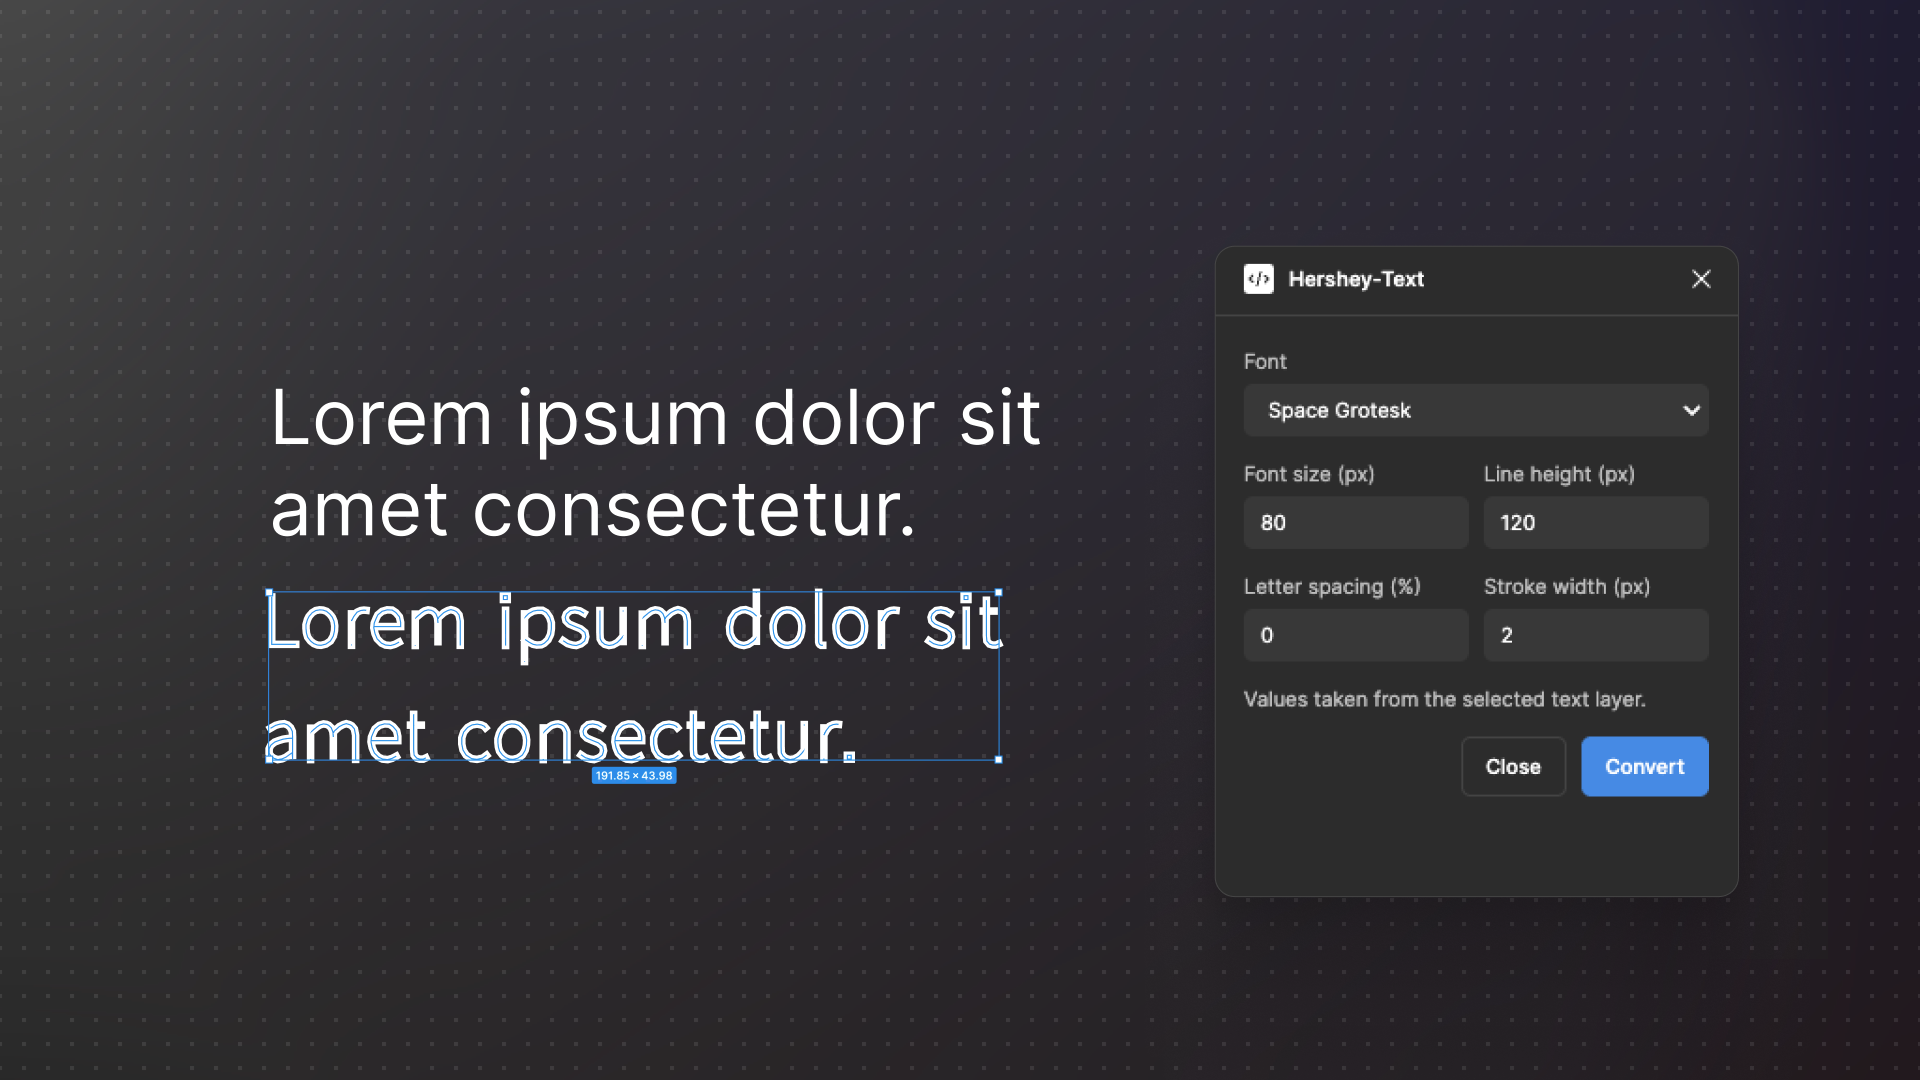 Lorem ipsum dolor sit
amet consectetur.
Lorem ipsum dolor sit
amet consectetur.
191.85 × 43.98
</> Hershey-Text
Font
Space Grotesk
Font size (px) Line height (px)
80 120
Letter spacing (%) Stroke width (px)
0 2
Values taken from the selected text layer.
Close Convert